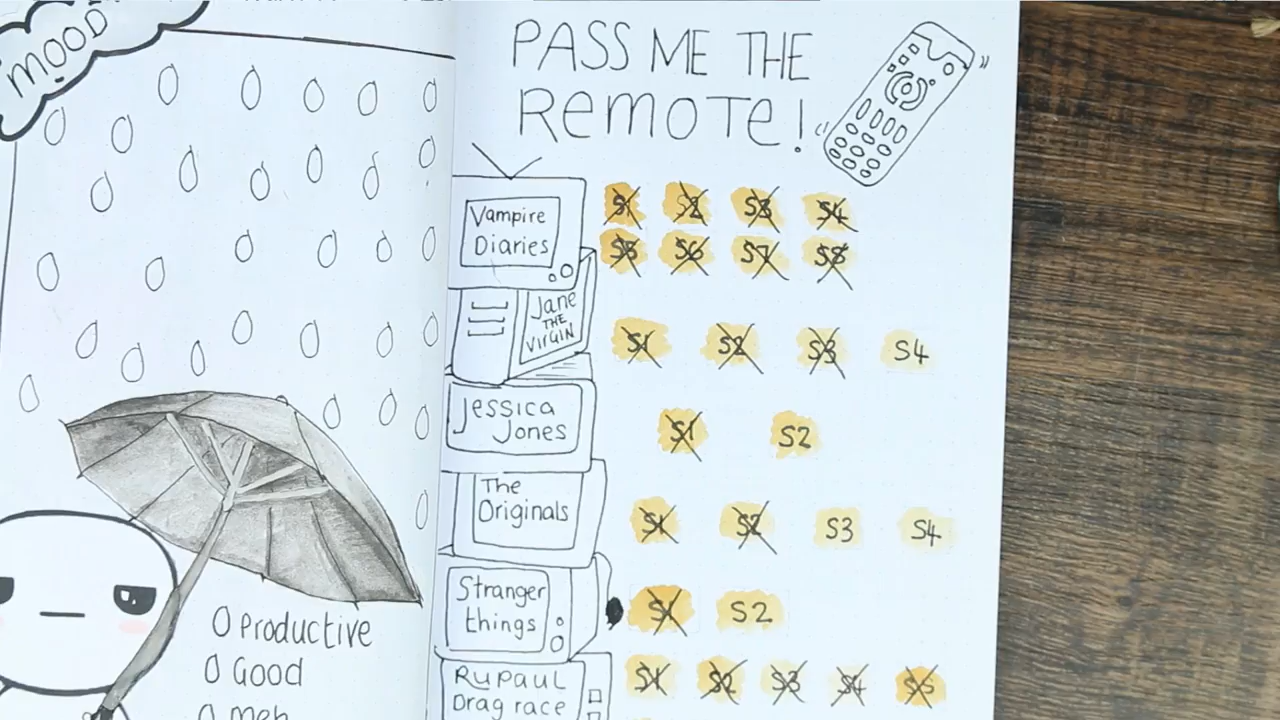 mOOD
O Productive
O Good
O meh
PASS ME THE
RemOTe!
Vampire
Diaries
S1 S2 S3 S4
S5 S6 S7 S8
Jane
THE
VIRGIN
S1 S2 S3 S4
Jessica
Jones
S1 S2
The
Originals
S1 S2 S3 S4
Stranger
things
S1 S2
Rupaul
Drag race
S1 S2 S3 S4 S5